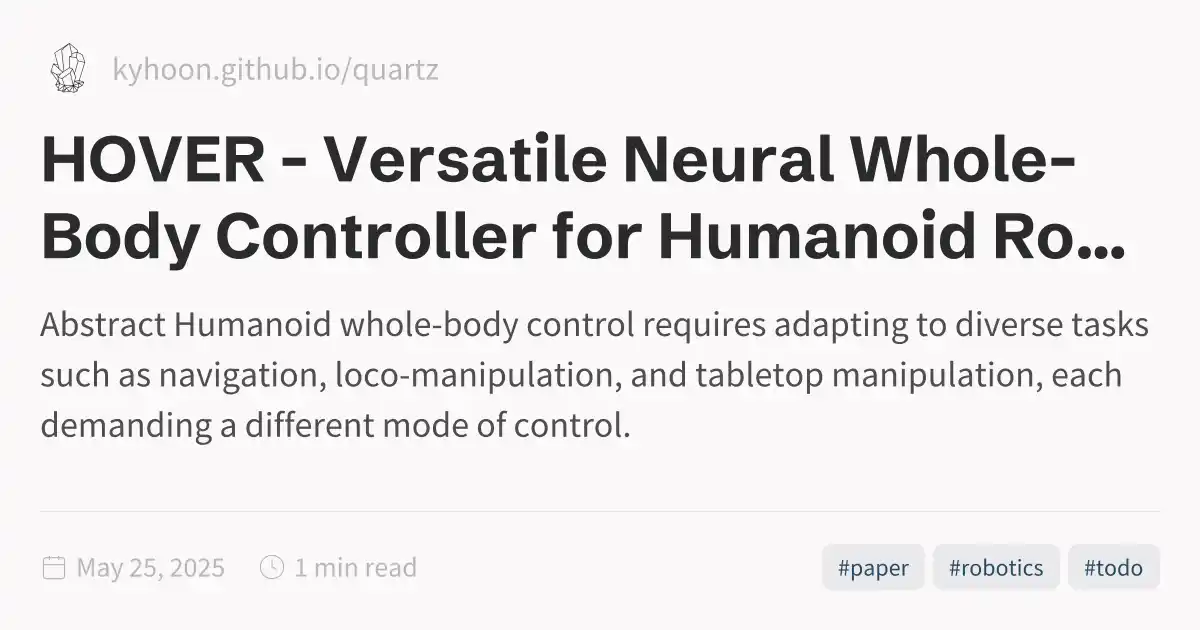 kyhoon.github.io/quartz
HOVER - Versatile Neural Whole-
Body Controller for Humanoid Ro...
Abstract Humanoid whole-body control requires adapting to diverse tasks
such as navigation, loco-manipulation, and tabletop manipulation, each
demanding a different mode of control.
May 25, 2025 1 min read #paper #robotics #todo